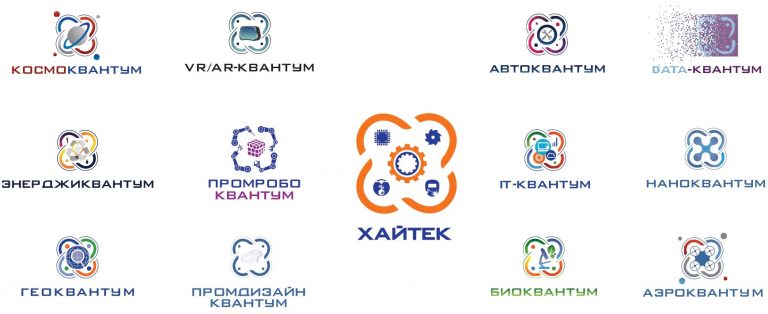 КОСМОКВАНТУМ
VR/AR-КВАНТУМ
АВТОКВАНТУМ
DATA-КВАНТУМ
ЭНЕРДЖИКВАНТУМ
ПРОМРОБО
КВАНТУМ
ХАЙТЕК
IT-КВАНТУМ
НАНОКВАНТУМ
ГЕОКВАНТУМ
ПРОМДИЗАЙН
КВАНТУМ
БИОКВАНТУМ
АЭРОКВАНТУМ